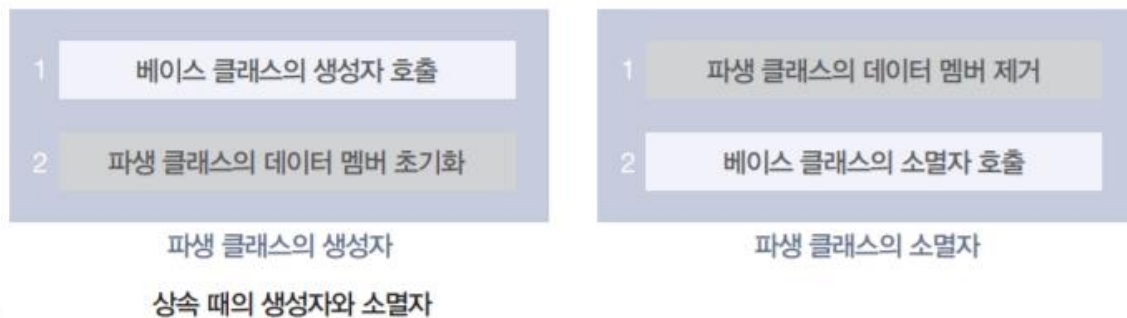 1 베이스 클래스의 생성자 호출
2 파생 클래스의 데이터 멤버 초기화
파생 클래스의 생성자
1 파생 클래스의 데이터 멤버 제거
2 베이스 클래스의 소멸자 호출
파생 클래스의 소멸자
상속 때의 생성자와 소멸자